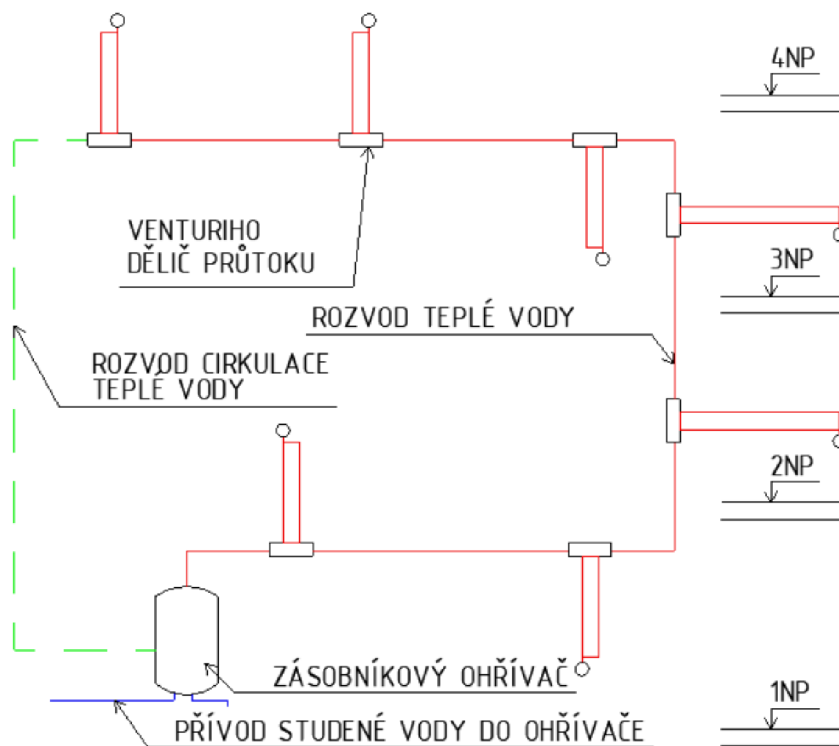 4NP
VENTURIHO
DĚLIČ PRŮTOKU
3NP
ROZVOD TEPLÉ VODY
ROZVOD CIRKULACE
TEPLÉ VODY
2NP
ZÁSOBNÍKOVÝ OHŘÍVAČ
1NP
PŘÍVOD STUDENÉ VODY DO OHŘÍVAČE